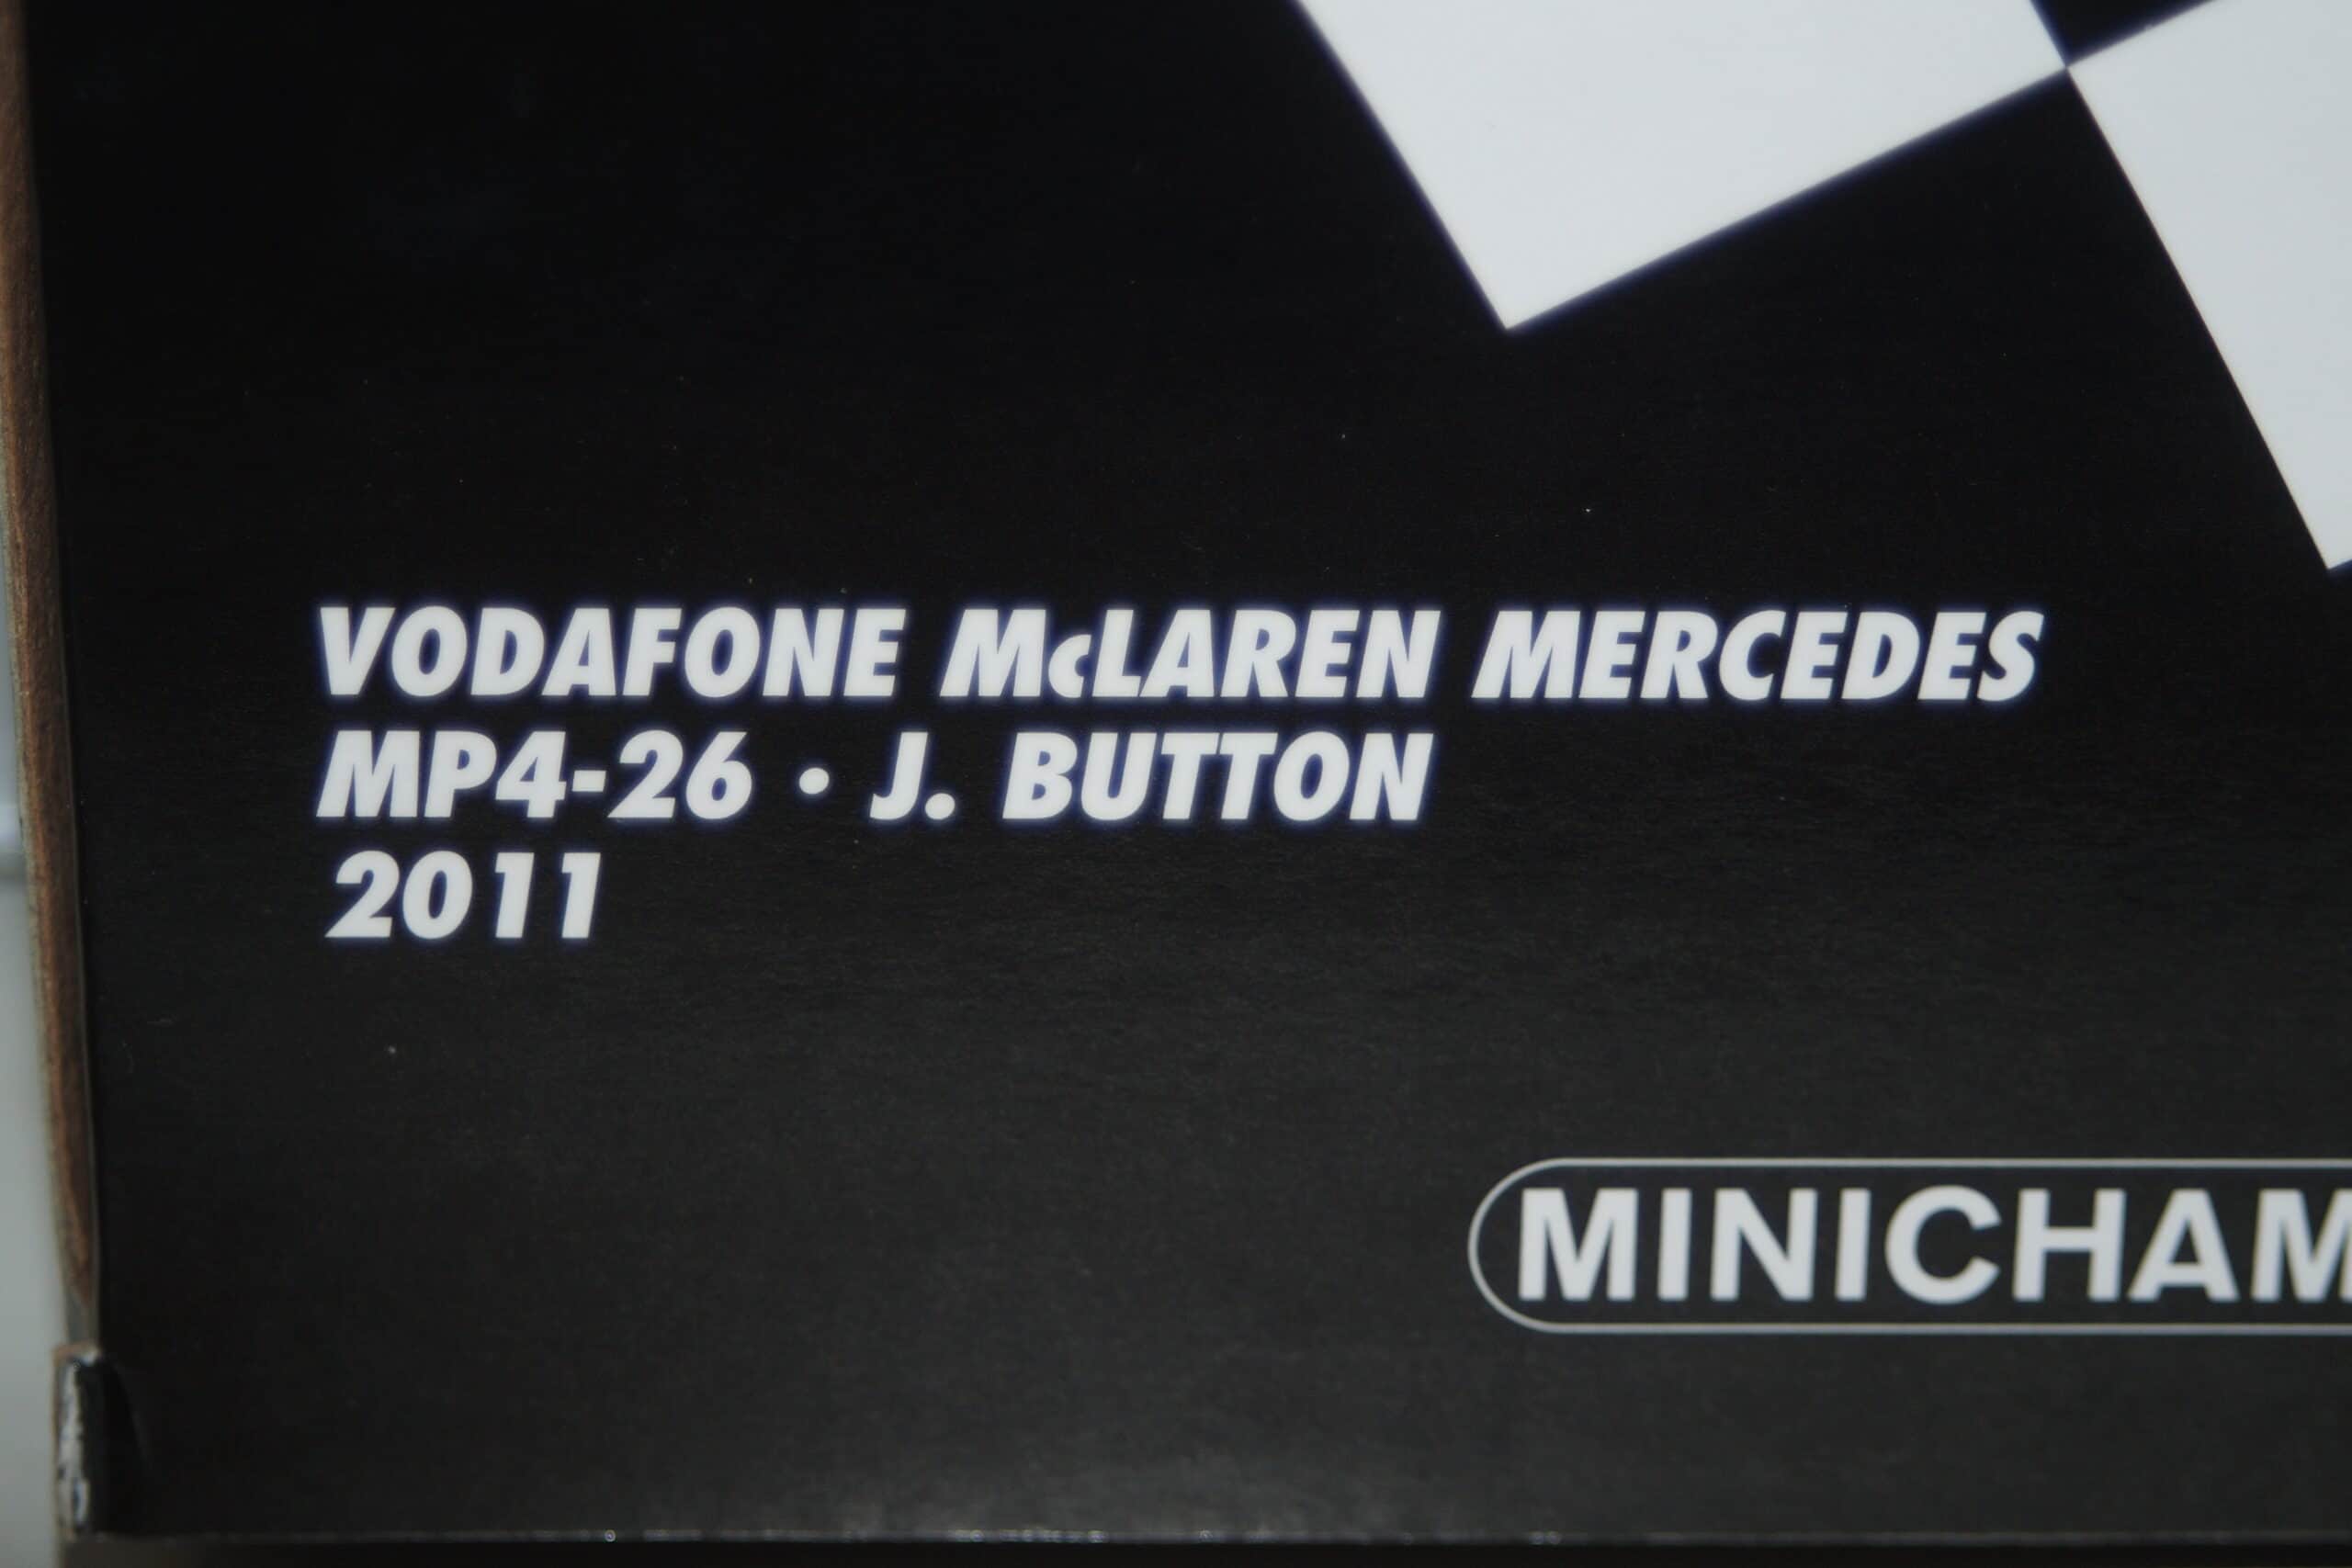 VODAFONE McLAREN MERCEDES
MP4-26 • J. BUTTON
2011
MINICHAM